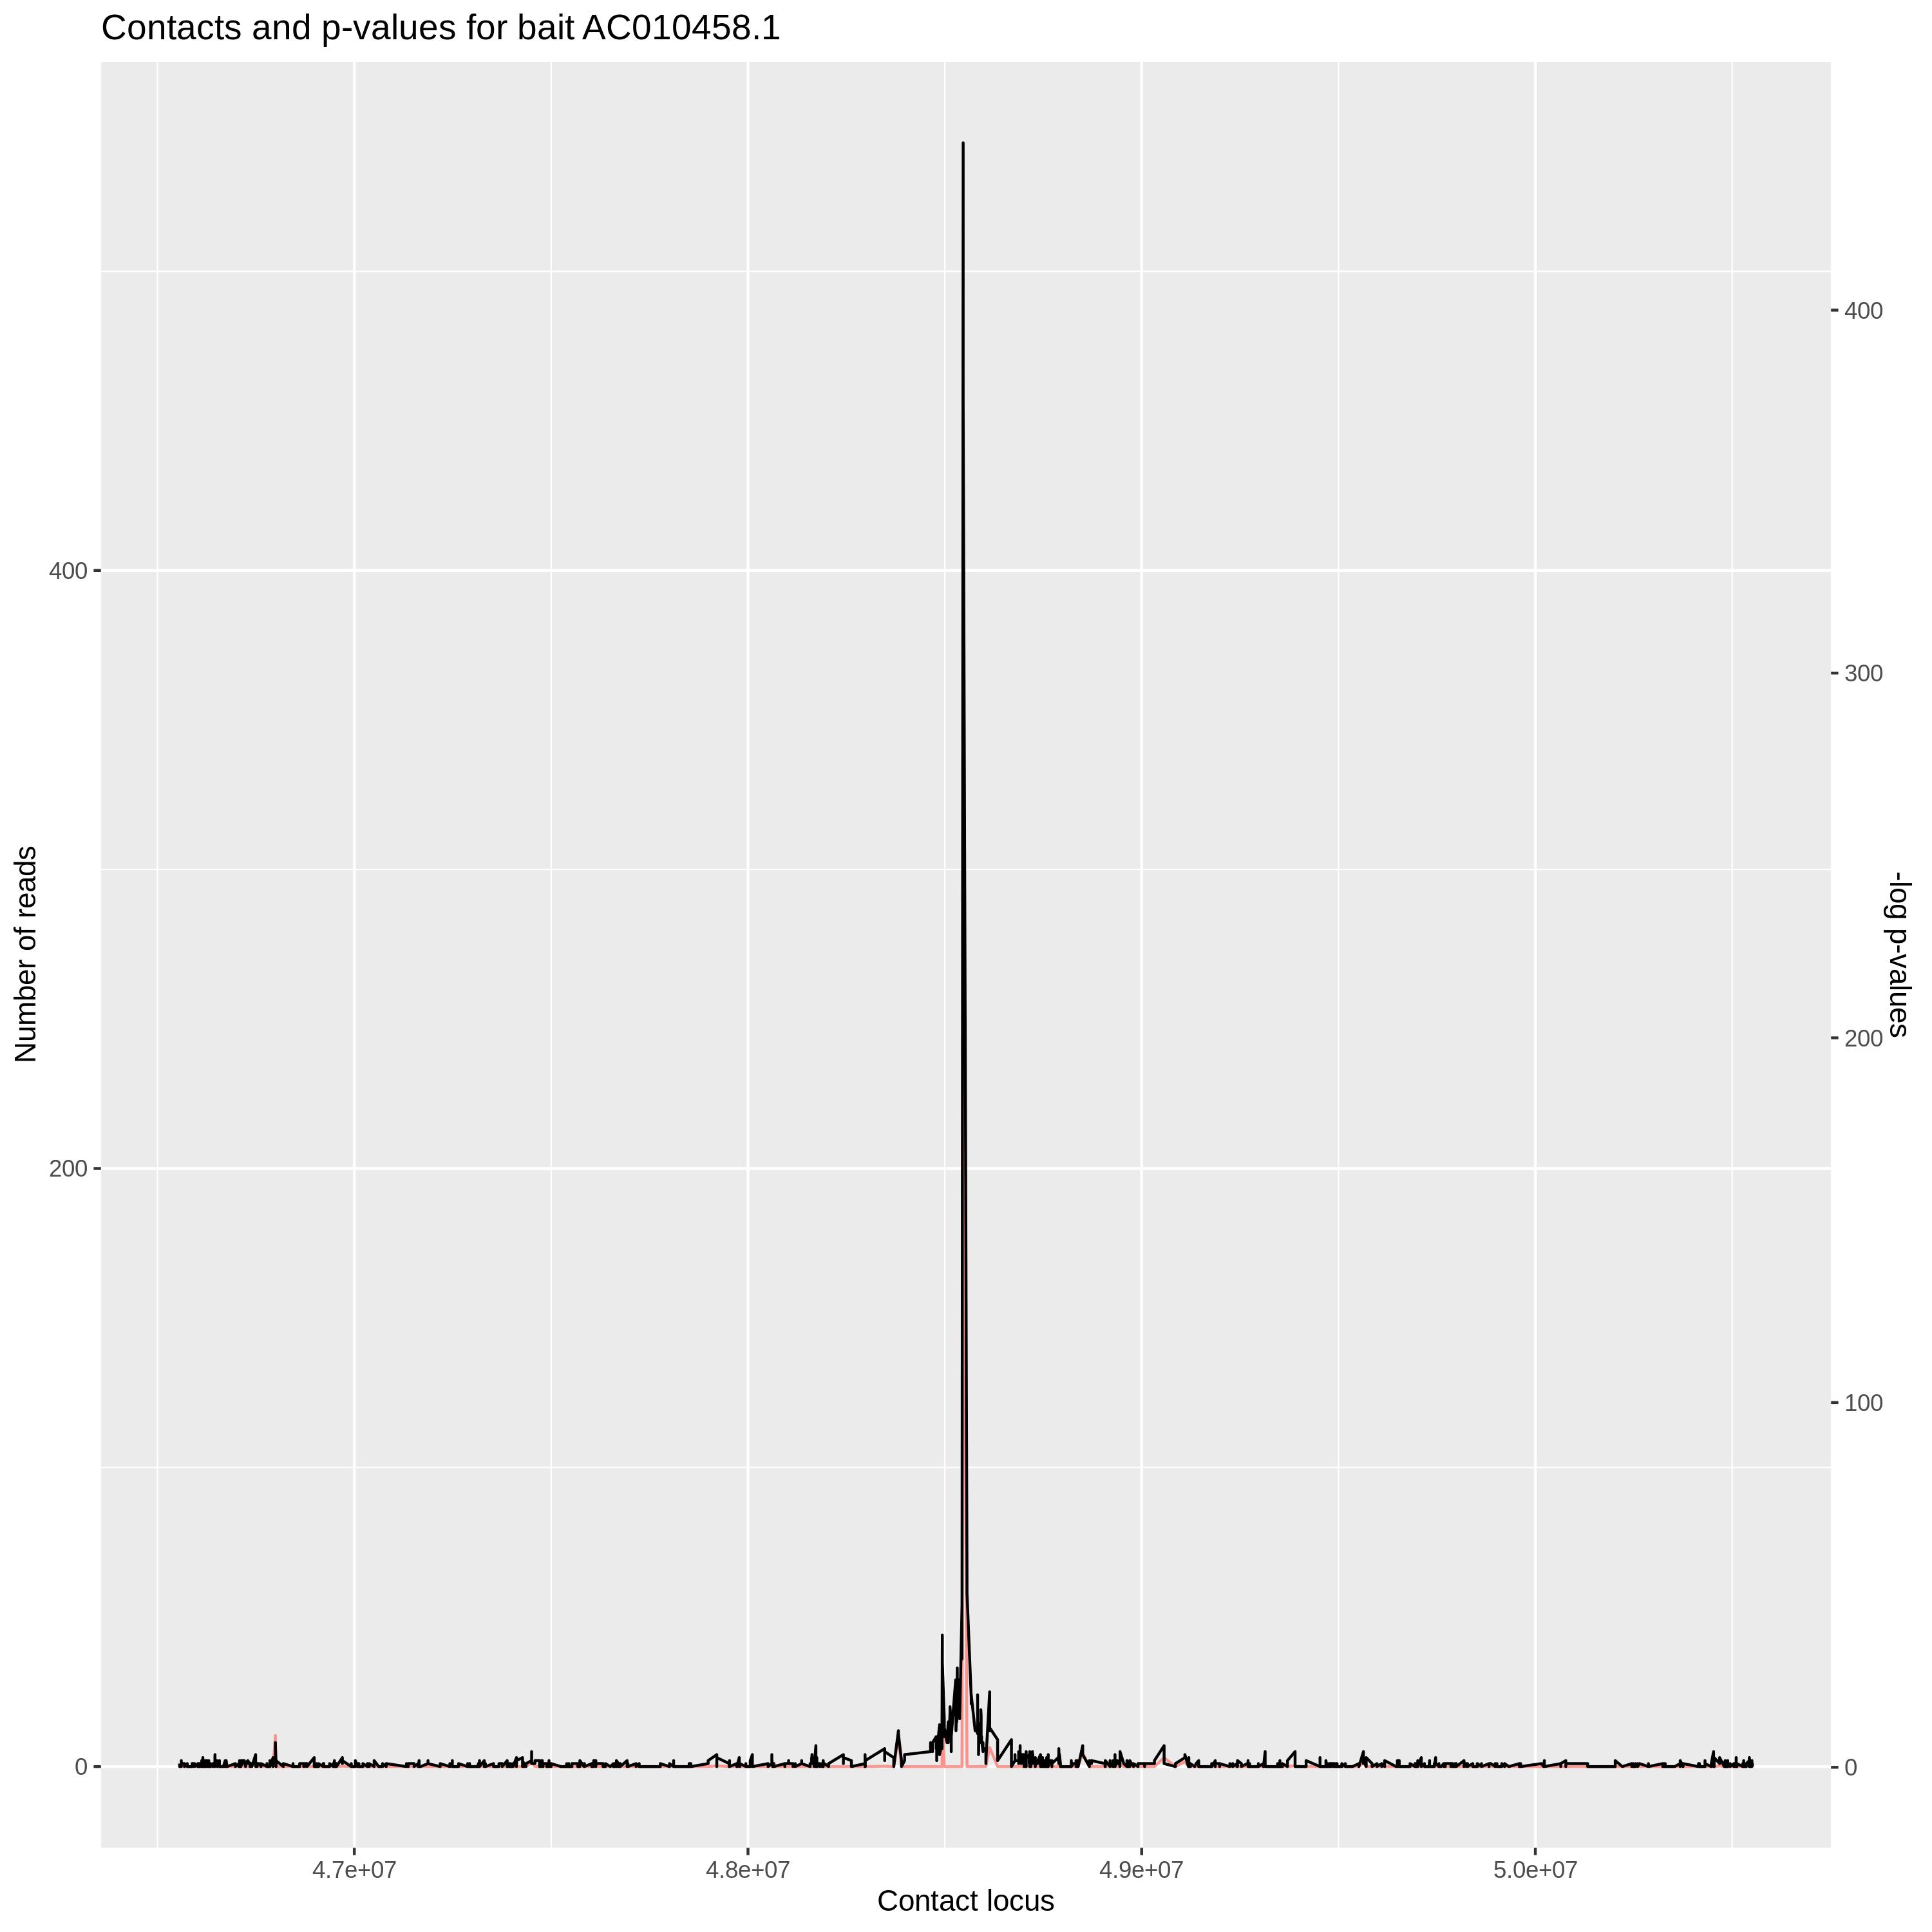 Contacts and p-values for bait AC010458.1
400
200
0
Number of reads
400
300
200
100
0
-log p-values
4.7e+07
4.8e+07
4.9e+07
5.0e+07
Contact locus